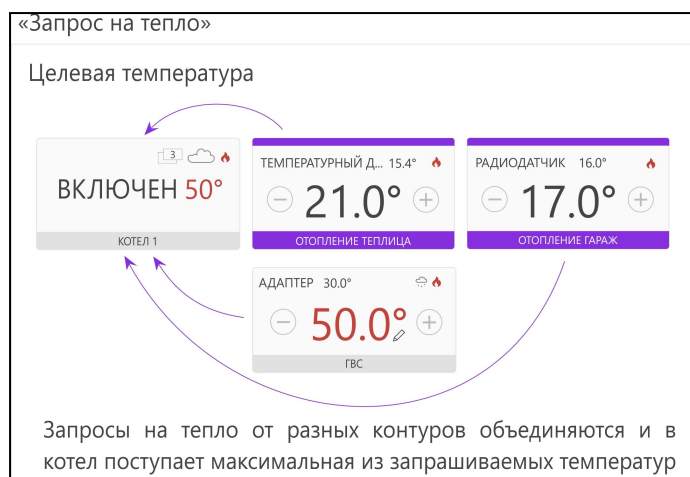 «Запрос на тепло»
Целевая температура
3
ВКЛЮЧЕН 50°
КОТЕЛ 1
ТЕМПЕРАТУРНЫЙ Д... 15.4°
21.0°
ОТОПЛЕНИЕ ТЕПЛИЦА
РАДИОДАТЧИК 16.0°
17.0°
ОТОПЛЕНИЕ ГАРАЖ
АДАПТЕР 30.0°
50.0°
ГВС
Запросы на тепло от разных контуров объединяются и в
котел поступает максимальная из запрашиваемых температур